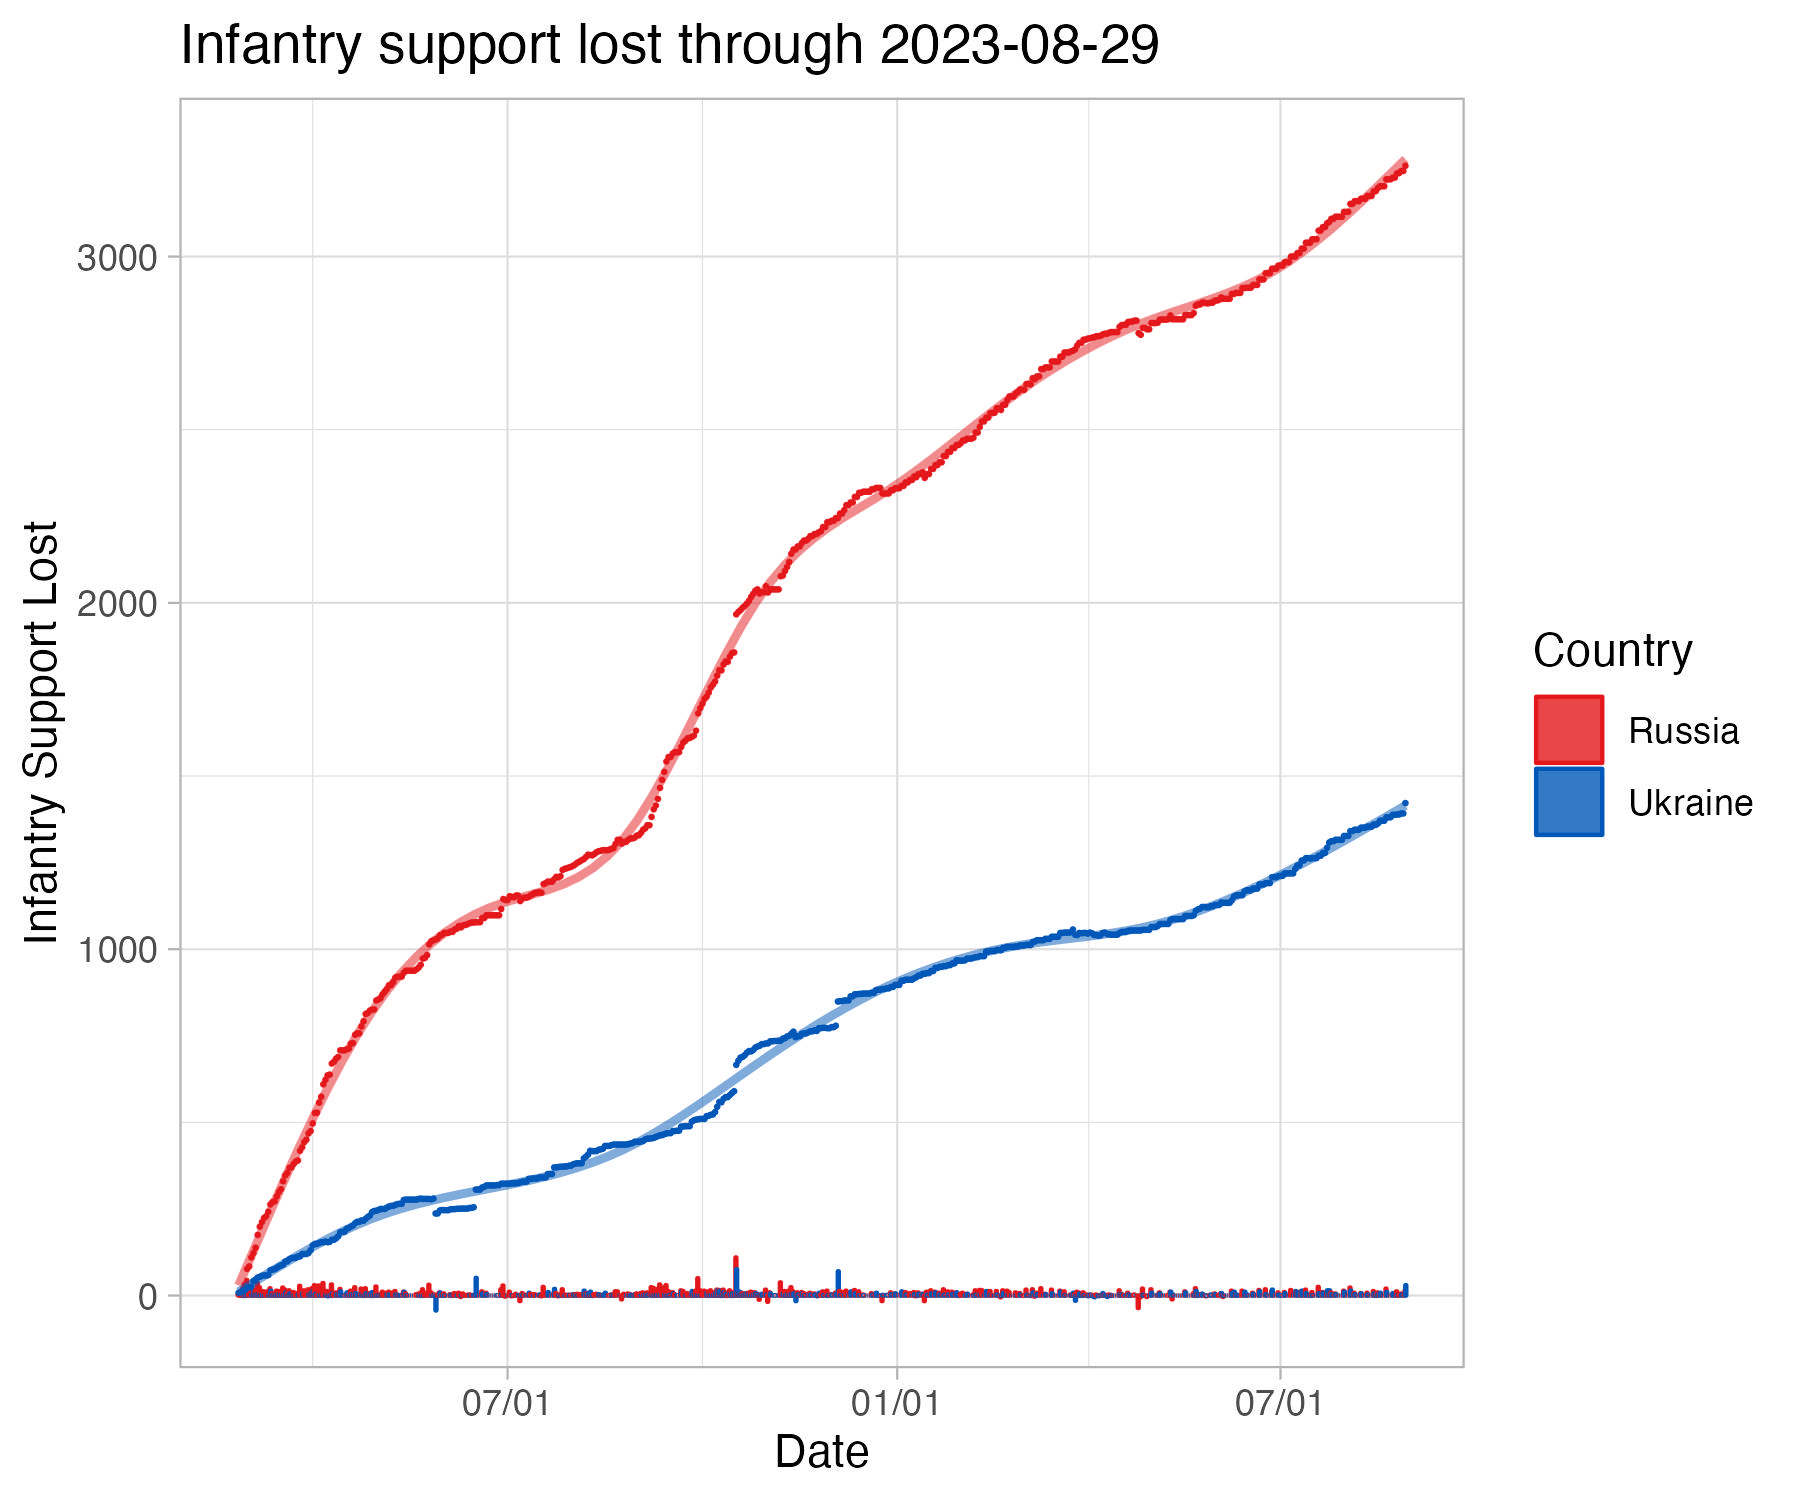 Infantry support lost through 2023-08-29
Infantry Support Lost
3000
2000
1000
0
07/01
01/01
07/01
Date
Country
Russia
Ukraine